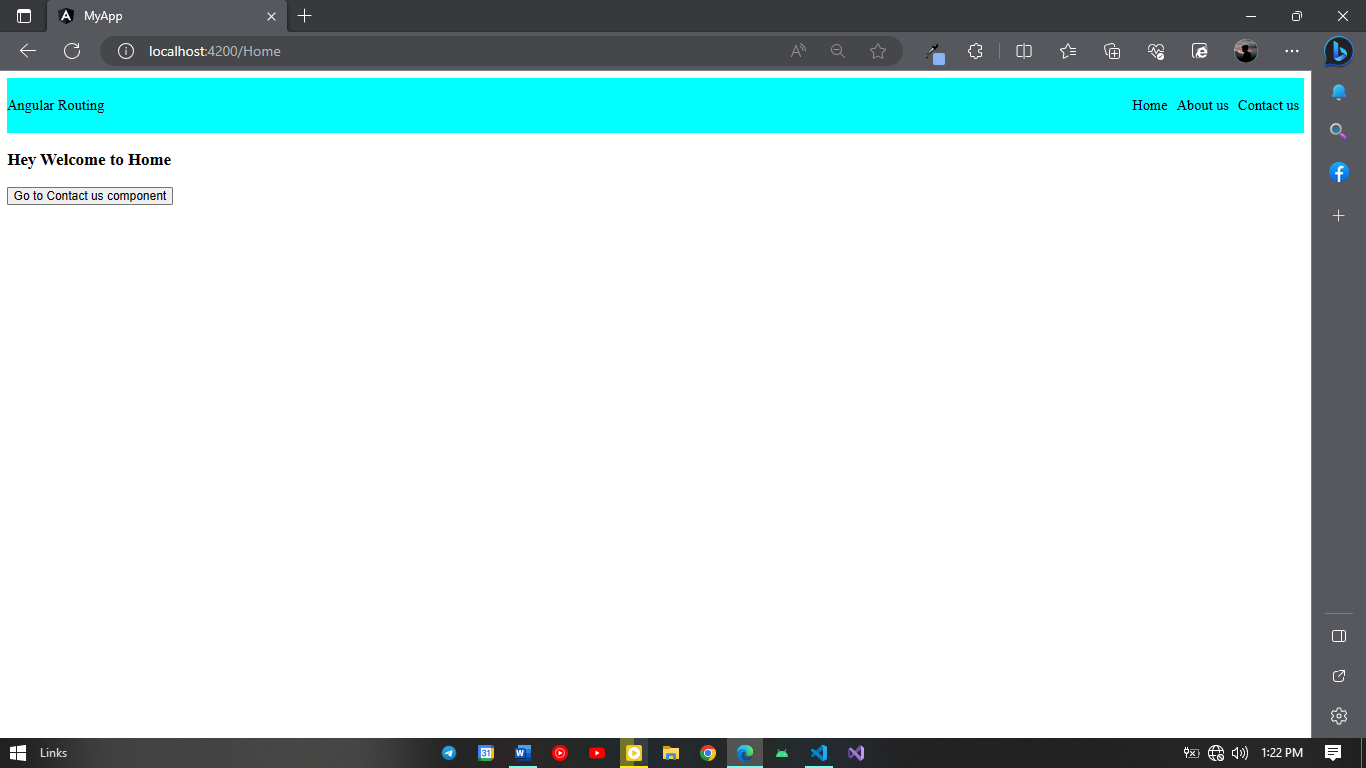 MyApp
localhost:4200/Home
Angular Routing
Home About us Contact us
Hey Welcome to Home
Go to Contact us component
Links
31
1:22 PM